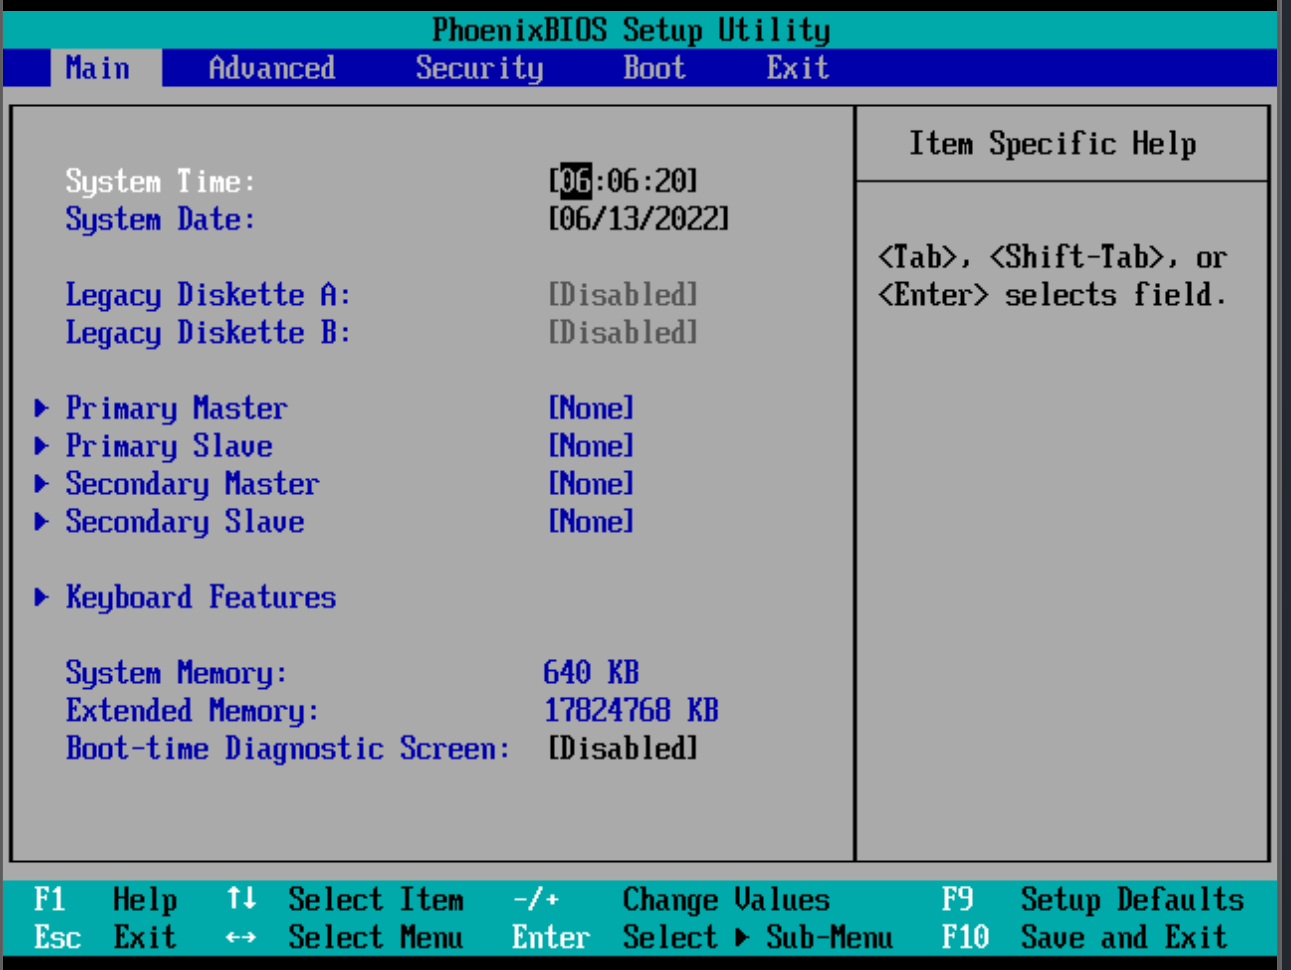 PhoenixBIOS Setup Utility
Main Advanced Security Boot Exit
Item Specific Help
System Time: [06:06:20]
System Date: [06/13/2022]
<Tab>, <Shift-Tab>, or
<Enter> selects field.
Legacy Diskette A: [Disabled]
Legacy Diskette B: [Disabled]
Primary Master [None]
Primary Slave [None]
Secondary Master [None]
Secondary Slave [None]
Keyboard Features
System Memory: 640 KB
Extended Memory: 17824768 KB
Boot-time Diagnostic Screen: [Disabled]
F1 Help ↑↓ Select Item -/+ Change Values F9 Setup Defaults
Esc Exit ↔ Select Menu Enter Select ▶ Sub-Menu F10 Save and Exit